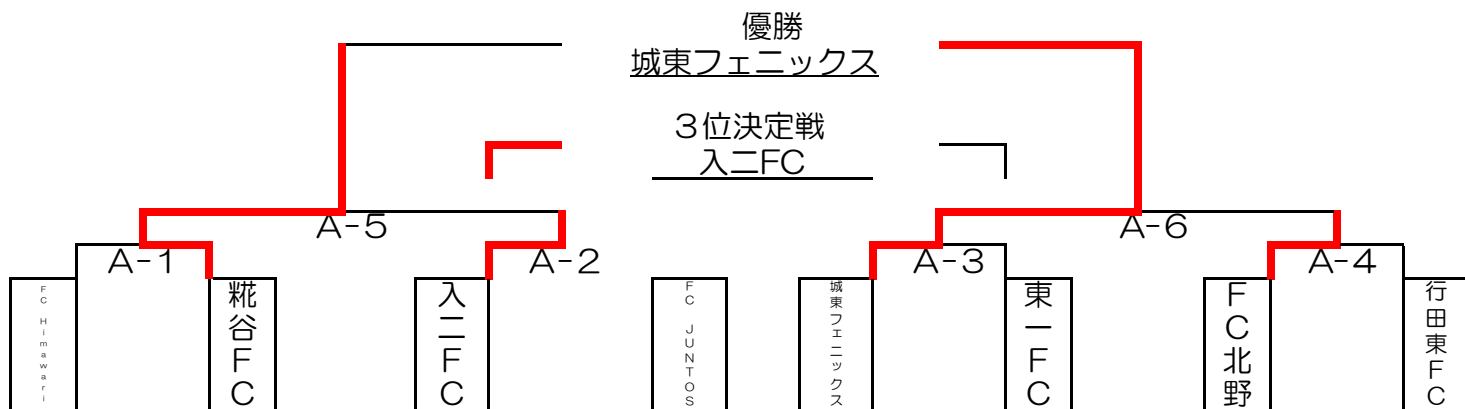 優勝
城東フェニックス
３位決定戦
入二FC
A-5
A-6
A-1
A-2
A-3
A-4
FC Himawari
糀谷FC
入二FC
FC JUNTOS
城東フェニックス
東一FC
FC北野
行田東FC